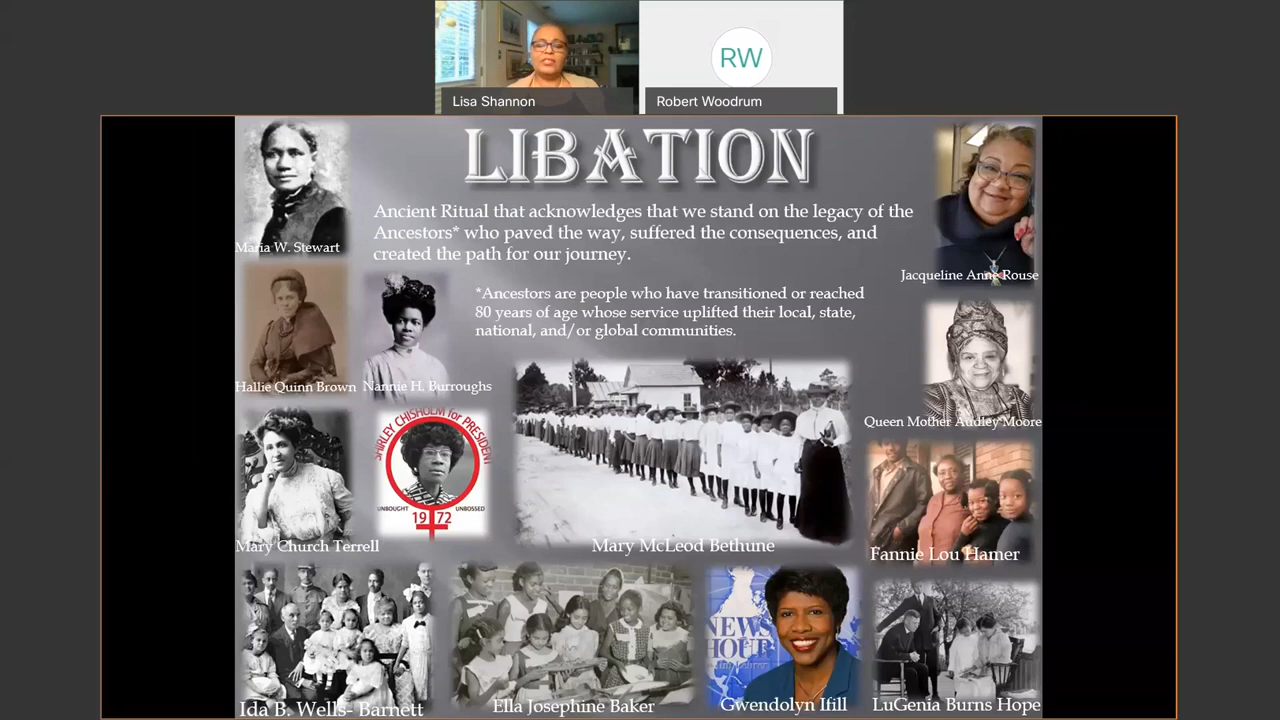 RW
Lisa Shannon
Robert Woodrum
LIBATION
Ancient Ritual that acknowledges that we stand on the legacy of the
Ancestors* who paved the way, suffered the consequences, and
created the path for our journey.
*Ancestors are people who have transitioned or reached
80 years of age whose service uplifted their local, state,
national, and/or global communities.
Maria W. Stewart
Jacqueline Anne Rouse
Hallie Quinn Brown
Nannie H. Burroughs
Queen Mother Audley Moore
SHIRLEY CHISHOLM for PRESIDENT
UNBOUGHT
1972
UNBOSSED
Mary Church Terrell
Mary McLeod Bethune
Fannie Lou Hamer
NEWS
HOUR
Ida B. Wells- Barnett
Ella Josephine Baker
Gwendolyn Ifill
LuGenia Burns Hope